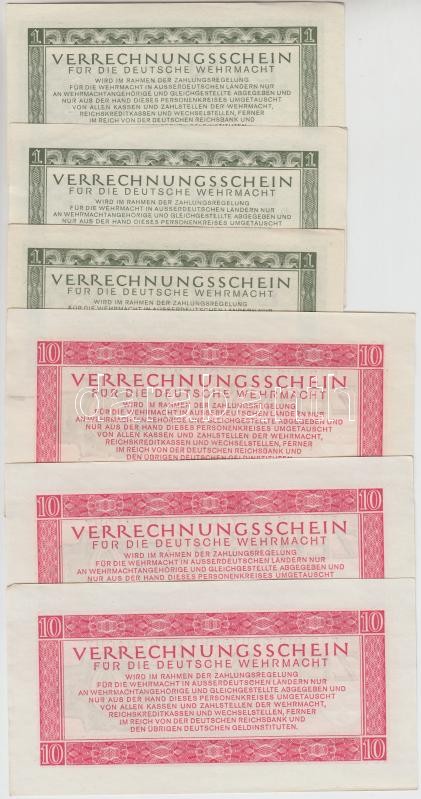 1 1
VERRECHNUNGSSCHEIN
FÜR DIE DEUTSCHE WEHRMACHT
WIRD IM RAHMEN DER ZAHLUNGSREGELUNG
FÜR DIE WEHRMACHT IN AUSSERDEUTSCHEN LÄNDERN NUR
AN WEHRMACHTANGEHÖRIGE UND GLEICHGESTELLTE ABGEGEBEN UND
NUR AUS DER HAND DIESES PERSONENKREISES UMGETAUSCHT
VON ALLEN KASSEN UND ZAHLSTELLEN DER WEHRMACHT,
REICHSKREDITKASSEN UND WECHSELSTELLEN, FERNER
IM REICH VON DER DEUTSCHEN REICHSBANK UND
1 1
VERRECHNUNGSSCHEIN
FÜR DIE DEUTSCHE WEHRMACHT
WIRD IM RAHMEN DER ZAHLUNGSREGELUNG
FÜR DIE WEHRMACHT IN AUSSERDEUTSCHEN LÄNDERN NUR
AN WEHRMACHTANGEHÖRIGE UND GLEICHGESTELLTE ABGEGEBEN UND
NUR AUS DER HAND DIESES PERSONENKREISES UMGETAUSCHT
1 1
VERRECHNUNGSSCHEIN
FÜR DIE DEUTSCHE WEHRMACHT
WIRD IM RAHMEN DER ZAHLUNGSREGELUNG
10 10
VERRECHNUNGSSCHEIN
FÜR DIE DEUTSCHE WEHRMACHT
WIRD IM RAHMEN DER ZAHLUNGSREGELUNG
FÜR DIE WEHRMACHT IN AUSSERDEUTSCHEN LÄNDERN NUR
AN WEHRMACHTANGEHÖRIGE UND GLEICHGESTELLTE ABGEGEBEN UND
NUR AUS DER HAND DIESES PERSONENKREISES UMGETAUSCHT
VON ALLEN KASSEN UND ZAHLSTELLEN DER WEHRMACHT,
REICHSKREDITKASSEN UND WECHSELSTELLEN, FERNER
IM REICH VON DER DEUTSCHEN REICHSBANK UND
DEN ÜBRIGEN DEUTSCHEN GELDINSTITUTEN.
10 10
VERRECHNUNGSSCHEIN
FÜR DIE DEUTSCHE WEHRMACHT
WIRD IM RAHMEN DER ZAHLUNGSREGELUNG
FÜR DIE WEHRMACHT IN AUSSERDEUTSCHEN LÄNDERN NUR
AN WEHRMACHTANGEHÖRIGE UND GLEICHGESTELLTE ABGEGEBEN UND
NUR AUS DER HAND DIESES PERSONENKREISES UMGETAUSCHT
10 10
VERRECHNUNGSSCHEIN
FÜR DIE DEUTSCHE WEHRMACHT
WIRD IM RAHMEN DER ZAHLUNGSREGELUNG
FÜR DIE WEHRMACHT IN AUSSERDEUTSCHEN LÄNDERN NUR
AN WEHRMACHTANGEHÖRIGE UND GLEICHGESTELLTE ABGEGEBEN UND
NUR AUS DER HAND DIESES PERSONENKREISES UMGETAUSCHT
VON ALLEN KASSEN UND ZAHLSTELLEN DER WEHRMACHT,
REICHSKREDITKASSEN UND WECHSELSTELLEN, FERNER
IM REICH VON DER DEUTSCHEN REICHSBANK UND
DEN ÜBRIGEN DEUTSCHEN GELDINSTITUTEN.
10 10